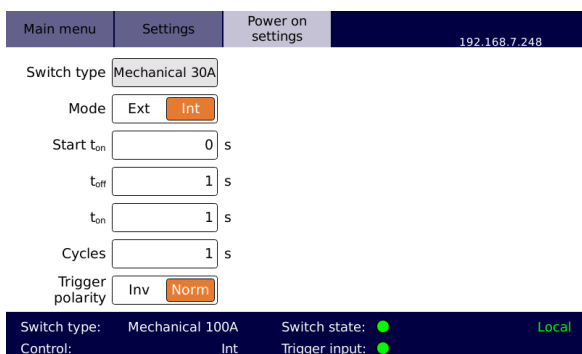 Main menu Settings Power on settings 192.168.7.248
Switch type Mechanical 30A
Mode Ext Int
Start ton 0 s
toff 1 s
ton 1 s
Cycles 1 s
Trigger polarity Inv Norm
Switch type: Mechanical 100A Switch state: Local
Control: Int Trigger input: